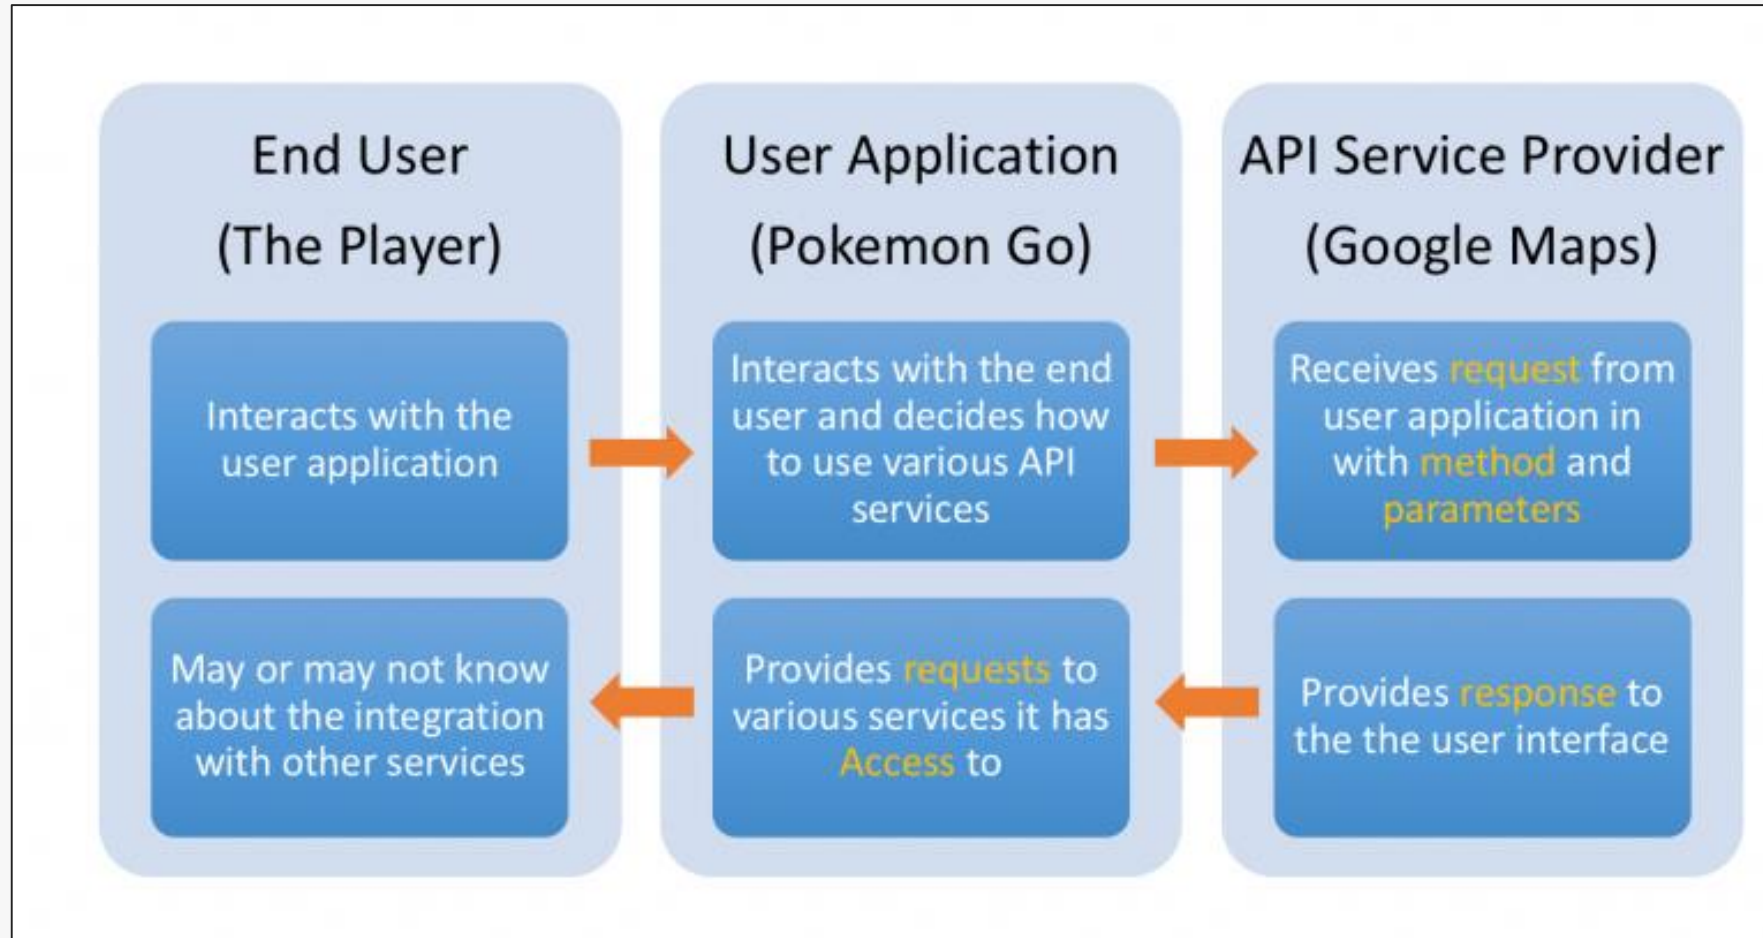 End User
(The Player)
Interacts with the
user application
May or may not know
about the integration
with other services
User Application
(Pokemon Go)
Interacts with the end
user and decides how
to use various API
services
Provides requests to
various services it has
Access to
API Service Provider
(Google Maps)
Receives request from
user application in
with method and
parameters
Provides response to
the the user interface